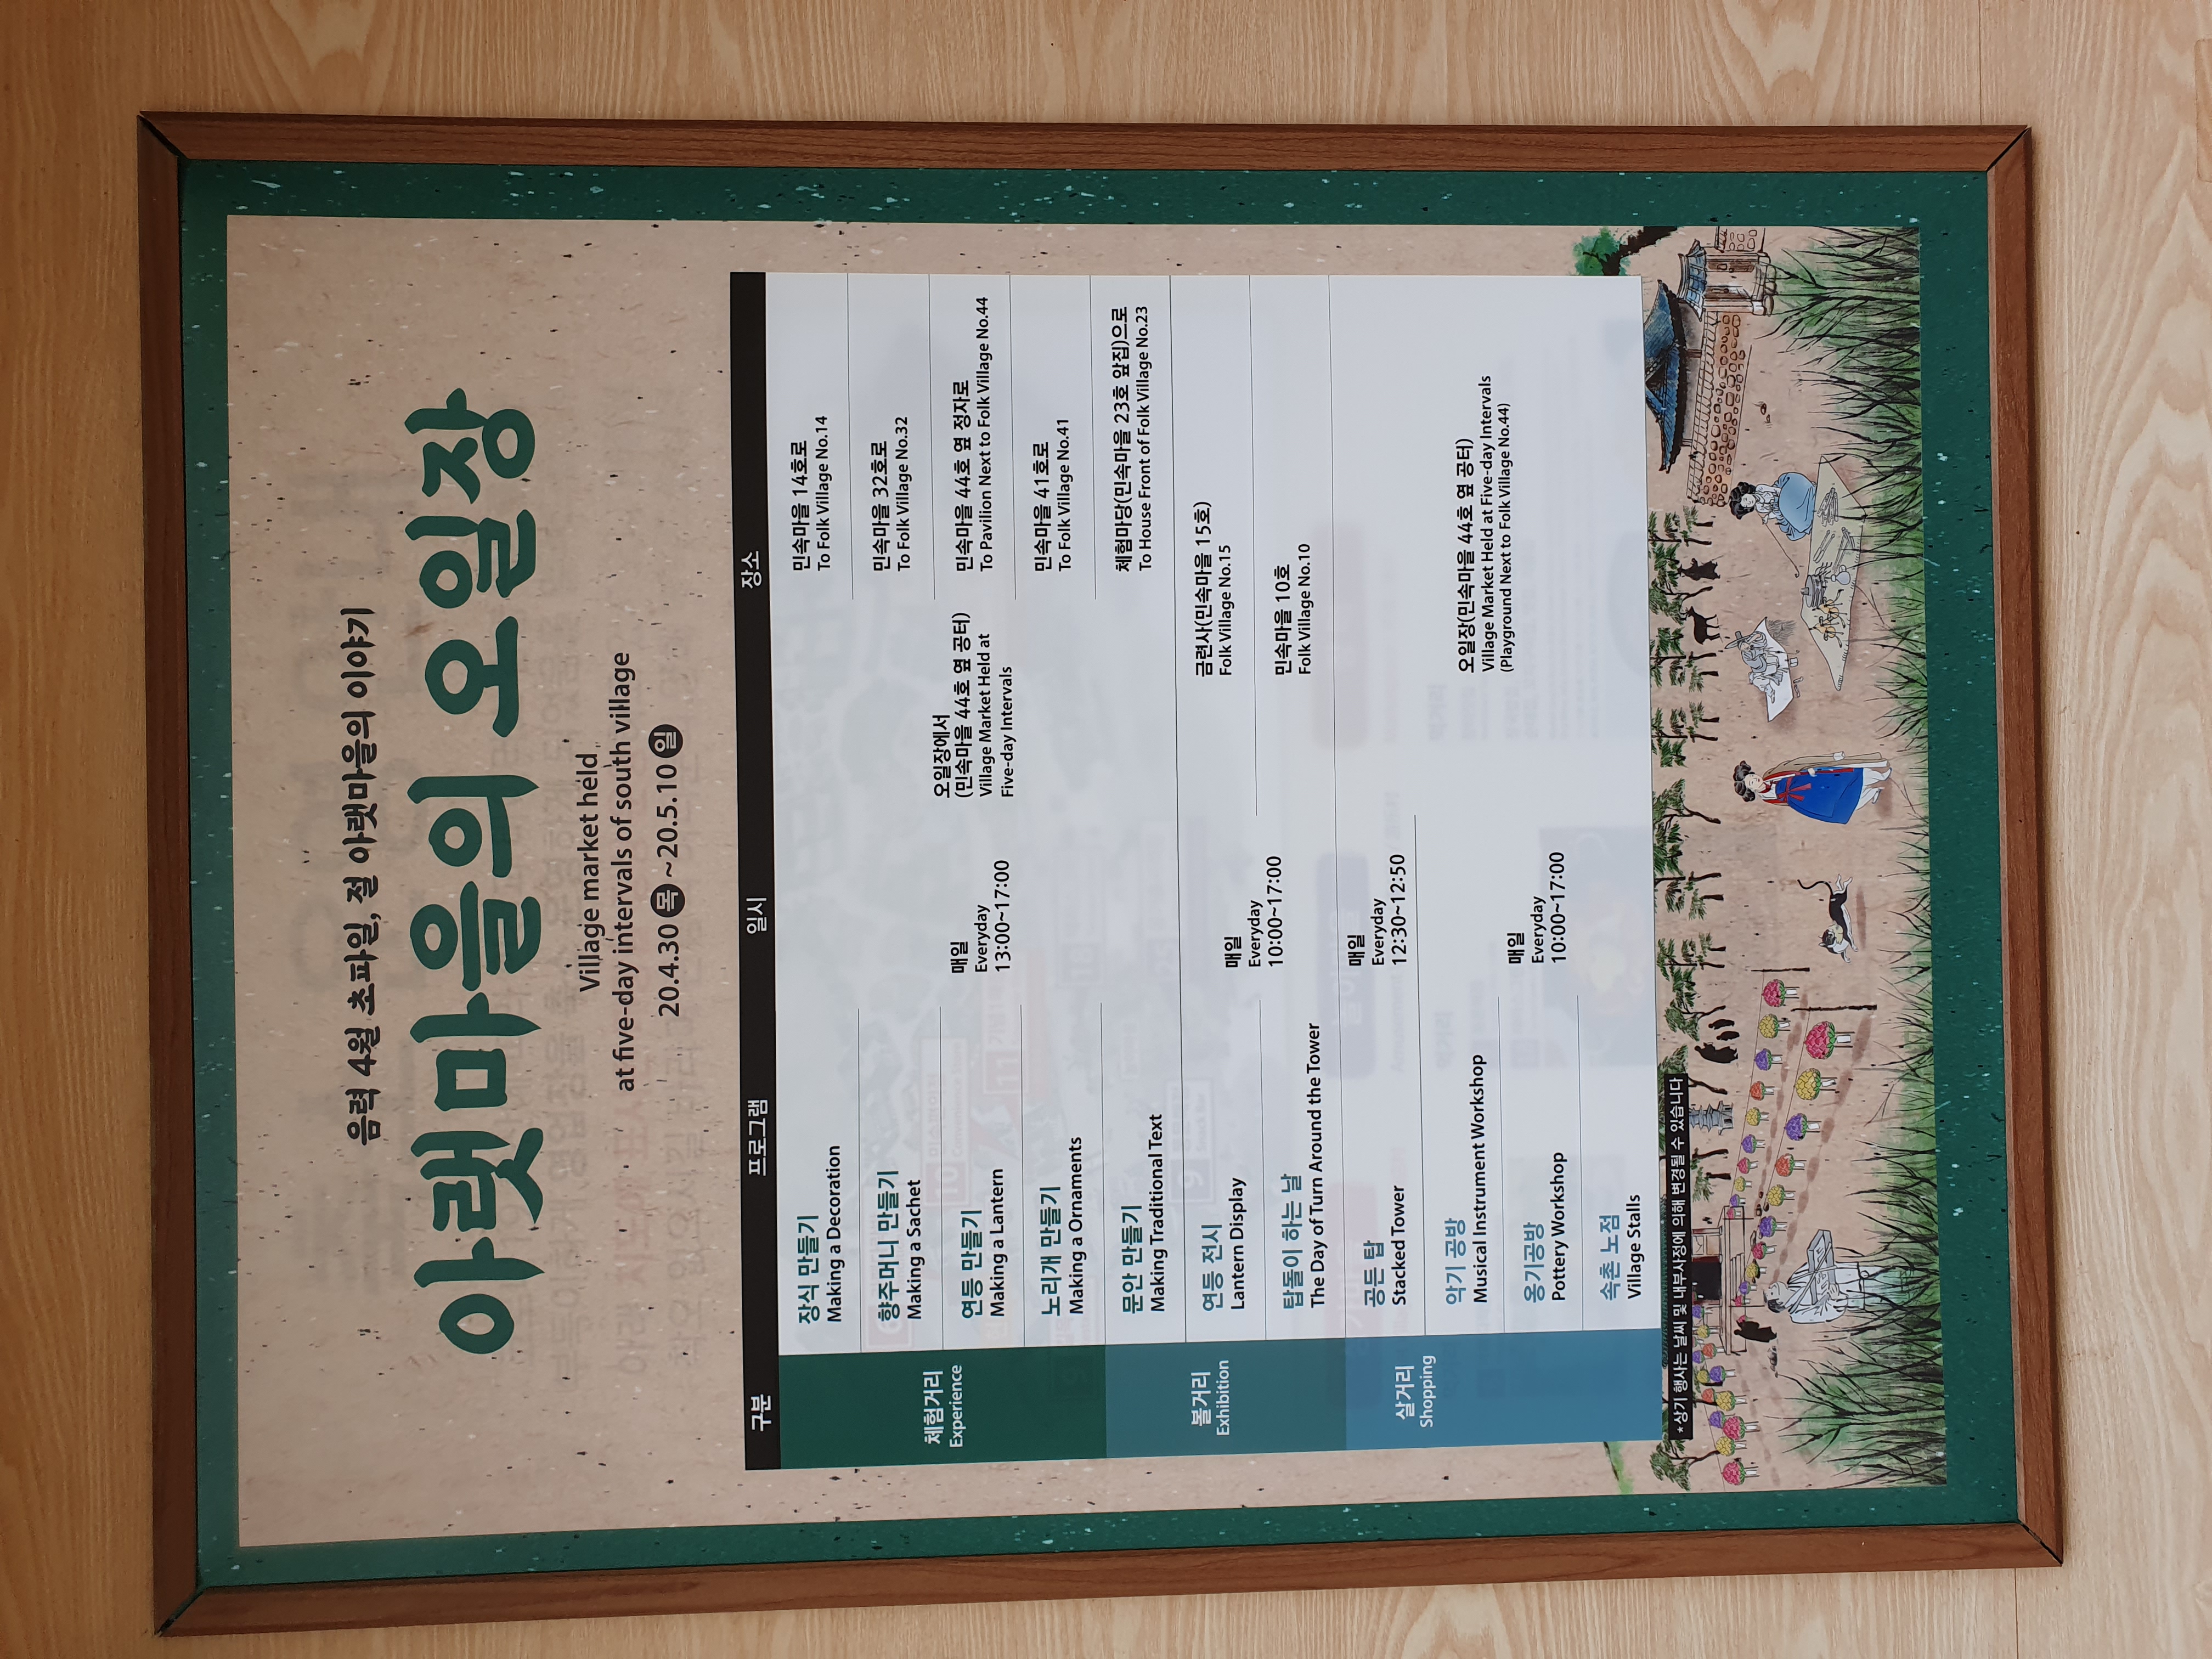 음력 4월 초파일, 절 아랫마을의 이야기
아랫마을의 오일장
Village market held
at five-day intervals of south village
20.4.30 목 ~20.5.10 일
구분
프로그램
일시
장소
체험거리
Experience
장식 만들기
Making a Decoration
향주머니 만들기
Making a Sachet
연등 만들기
Making a Lantern
노리개 만들기
Making a Ornaments
문안 만들기
Making Traditional Text
매일
Everyday
13:00~17:00
오일장에서
(민속마을 44호 옆 공터)
Village Market Held at
Five-day Intervals
민속마을 14호로
To Folk Village No.14
민속마을 32호로
To Folk Village No.32
민속마을 44호 옆 정자로
To Pavilion Next to Folk Village No.44
민속마을 41호로
To Folk Village No.41
체험마당(민속마을 23호 앞집)으로
To House Front of Folk Village No.23
볼거리
Exhibition
연등 전시
Lantern Display
탑돌이 하는 날
The Day of Turn Around the Tower
공든 탑
Stacked Tower
매일
Everyday
10:00~17:00
매일
Everyday
12:30~12:50
금련사(민속마을 15호)
Folk Village No.15
민속마을 10호
Folk Village No.10
살거리
Shopping
악기 공방
Musical Instrument Workshop
옹기공방
Pottery Workshop
속촌 노점
Village Stalls
매일
Everyday
10:00~17:00
오일장(민속마을 44호 옆 공터)
Village Market Held at Five-day Intervals
(Playground Next to Folk Village No.44)
*상기 행사는 날씨 및 내부사정에 의해 변경될 수 있습니다